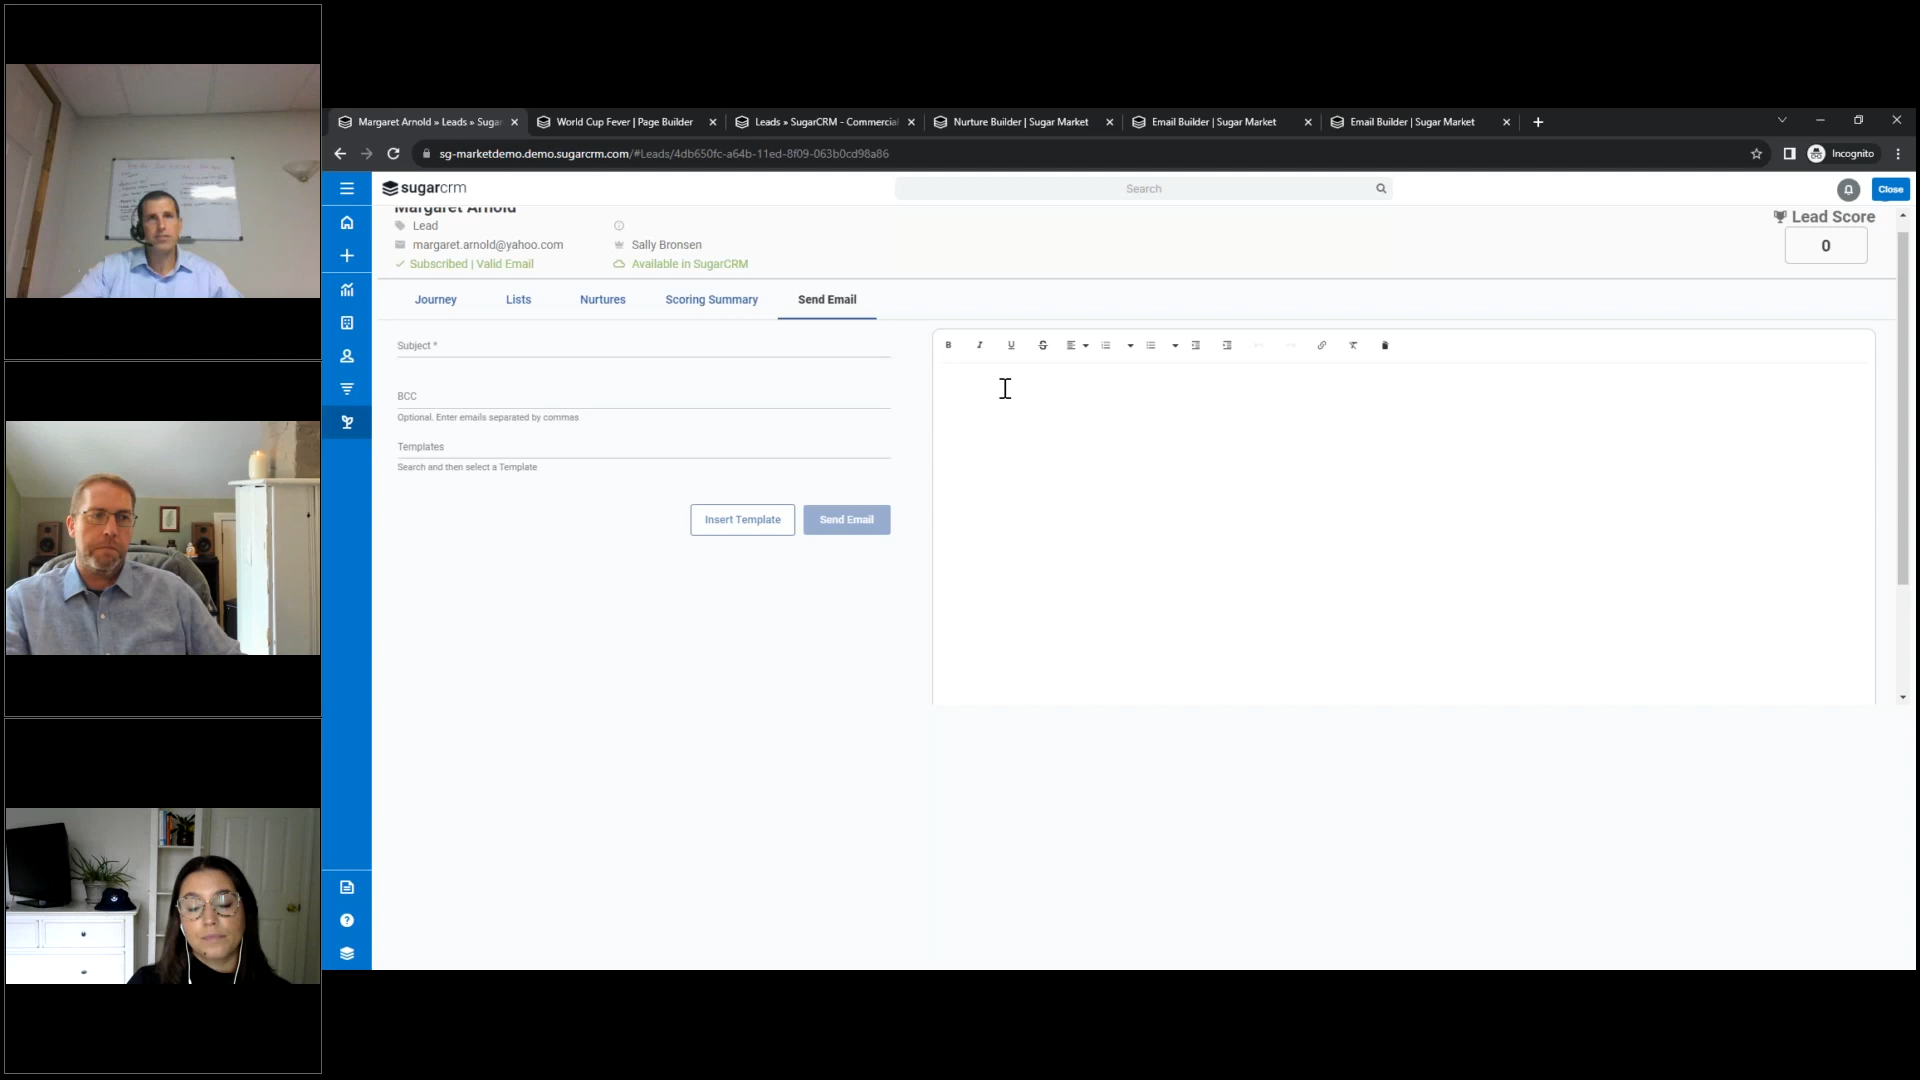 Margaret Arnold » Leads » Sugar
World Cup Fever | Page Builder
Leads » SugarCRM - Commercial
Nurture Builder | Sugar Market
Email Builder | Sugar Market
Email Builder | Sugar Market
sg-marketdemo.demo.sugarcrm.com/#Leads/4db650fc-a64b-11ed-8f09-063b0cd98a86
Incognito
sugarcrm
Search
Close
Margaret Arnold
Lead
Lead Score
margaret.arnold@yahoo.com
Sally Bronsen
0
Subscribed | Valid Email
Available in SugarCRM
Journey
Lists
Nurtures
Scoring Summary
Send Email
Subject *
B I U S
BCC
Optional. Enter emails separated by commas
Templates
Search and then select a Template
Insert Template
Send Email